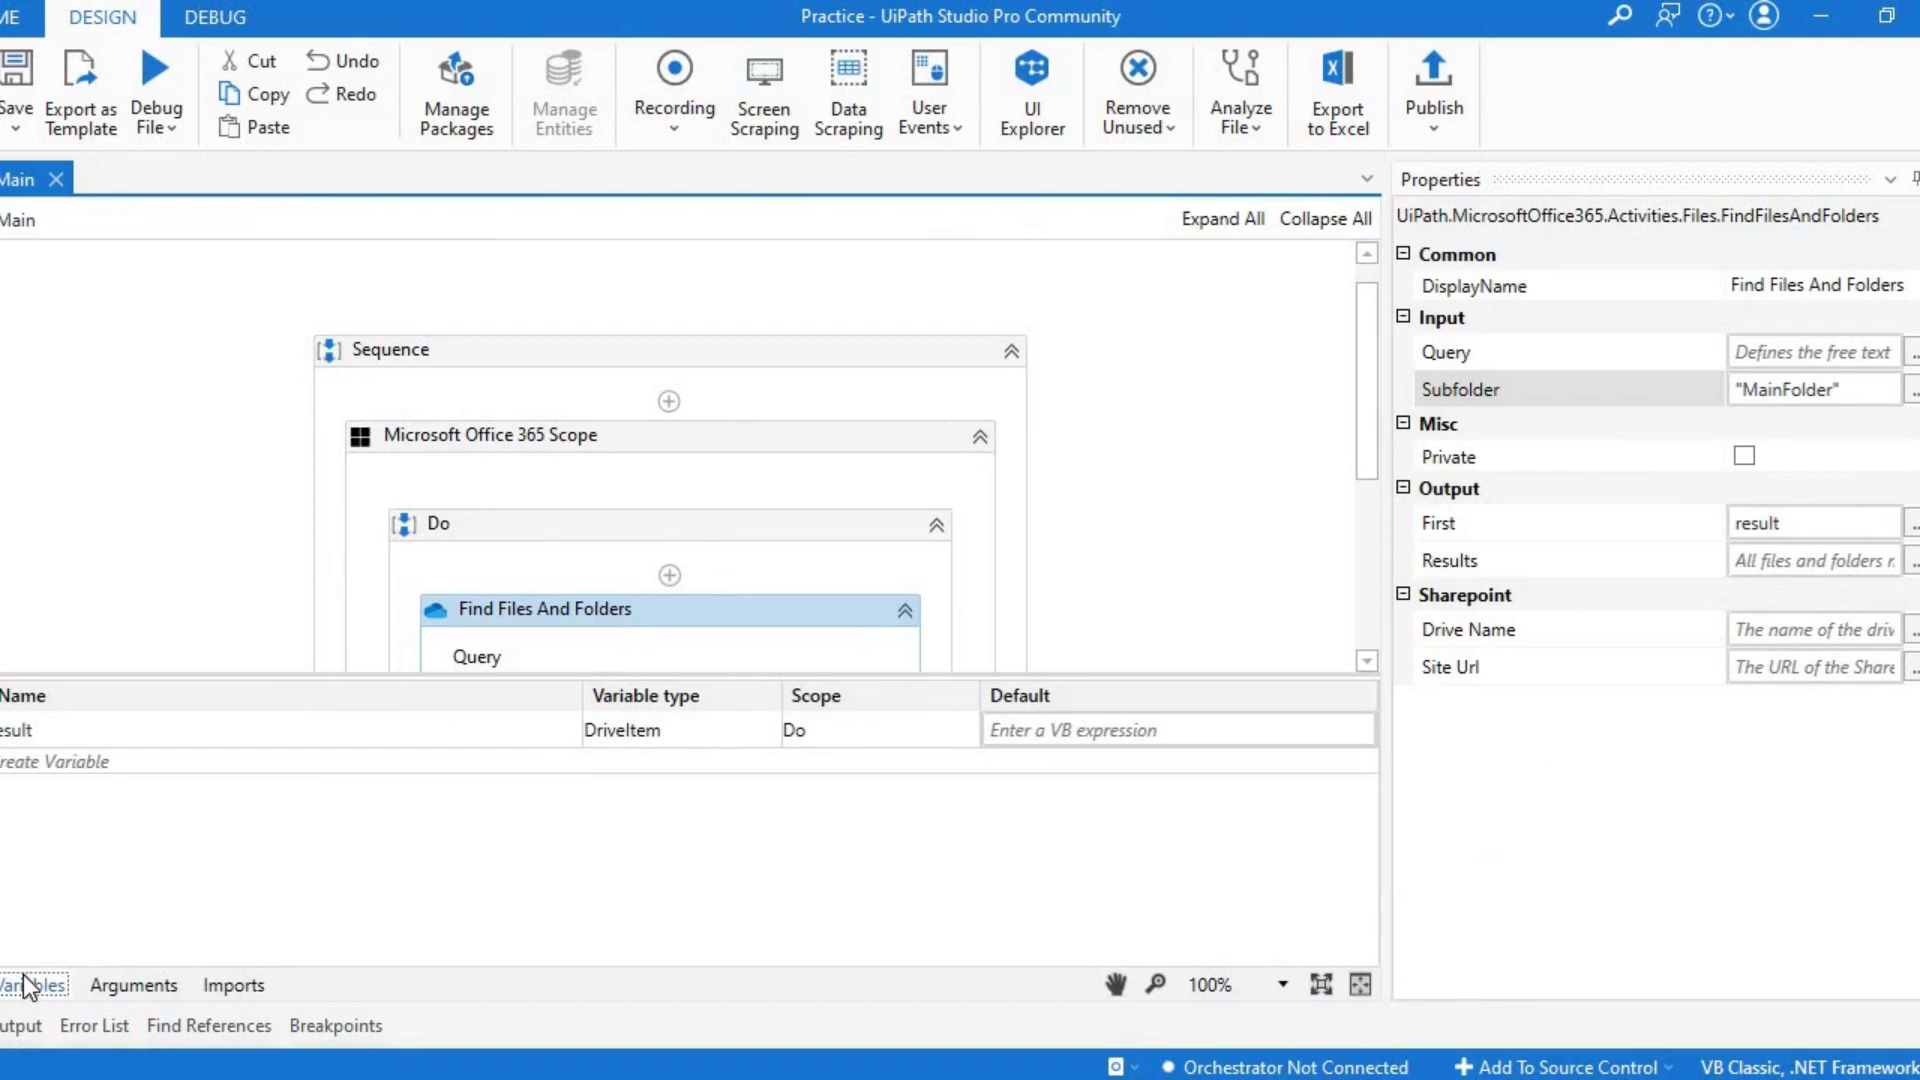 ME DESIGN DEBUG Practice - UiPath Studio Pro Community
Save Export as Template Debug File Cut Copy Paste Undo Redo Manage Packages Manage Entities Recording Screen Scraping Data Scraping User Events UI Explorer Remove Unused Analyze File Export to Excel Publish
Main
Main Expand All Collapse All
Sequence
Microsoft Office 365 Scope
Do
Find Files And Folders
Query
Name Variable type Scope Default
esult DriveItem Do Enter a VB expression
reate Variable
Variables Arguments Imports 100%
utput Error List Find References Breakpoints
Properties
UiPath.MicrosoftOffice365.Activities.Files.FindFilesAndFolders
Common
DisplayName Find Files And Folders
Input
Query Defines the free text ...
Subfolder "MainFolder" ...
Misc
Private
Output
First result ...
Results All files and folders r. ...
Sharepoint
Drive Name The name of the driv ...
Site Url The URL of the Share ...
Orchestrator Not Connected Add To Source Control VB Classic, .NET Framework